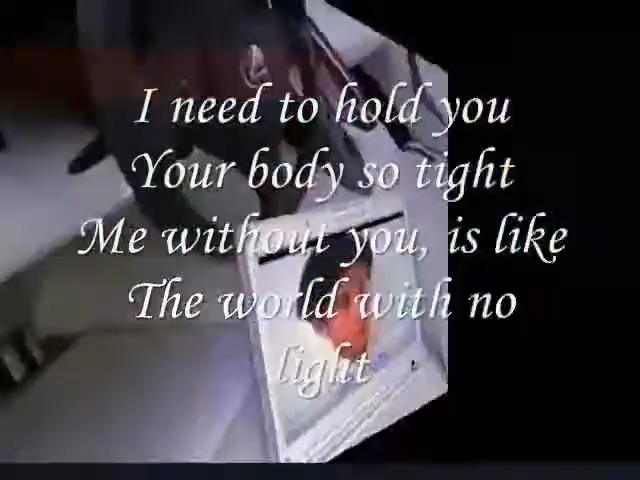 I need to hold you
Your body so tight
Me without you, is like
The world with no
light